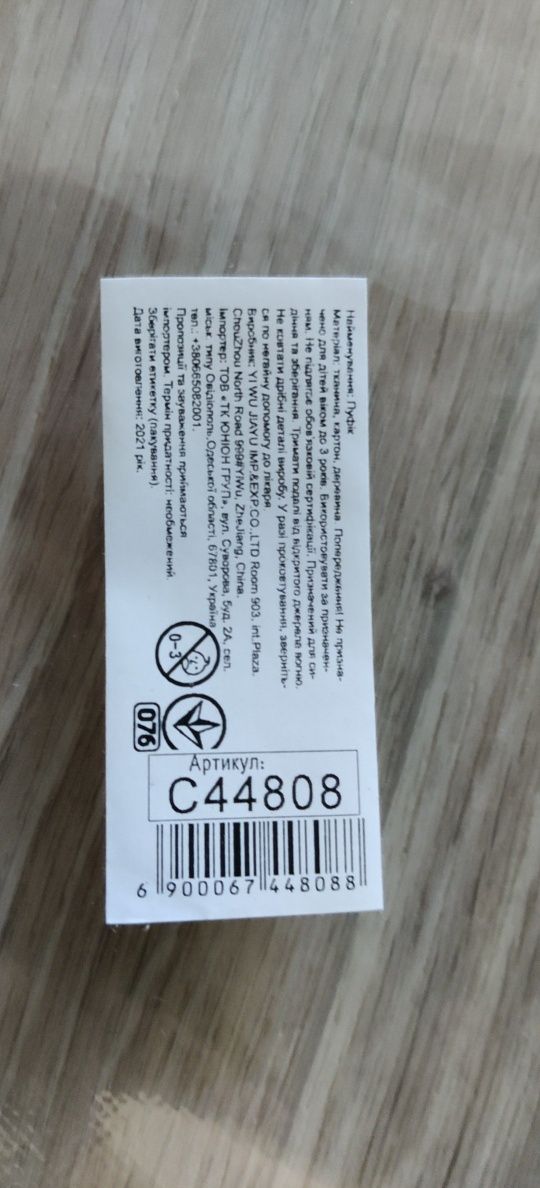 Найменування: Пуфік
Матеріал: тканина, картон, деревина. Попередження! Не призна-
чено для дітей віком до 3 років. Використовувати за призначен-
ням. Не підлягає обов'язковій сертифікації. Призначений для си-
діння та зберігання. Тримати подалі від відкритого джерела вогню.
Не ковтати дрібні деталі виробу. У разі проковтування, зверніть-
ся по негайну допомогу до лікаря
Виробник: YIWU JIAYU IMP.&EXP.CO.,LTD Room 903, int.Plaza.
ChouZhou North Road 999#YiWu, ZheJiang, China.
Імпортер: ТОВ «ТК ЮНІОН ГРУП», вул. Суворова, буд. 2А, сел.
міськ. типу Овідіополь, Одеської області, 67801, Україна
тел.: +380665082001.
Пропозиції та зауваження приймаються
імпортером. Термін придатності: необмежений.
Зберігати етикетку (пакування).
Дата виготовлення: 2021 рік.
0-3
076
Артикул:
C44808
6 900067 448088